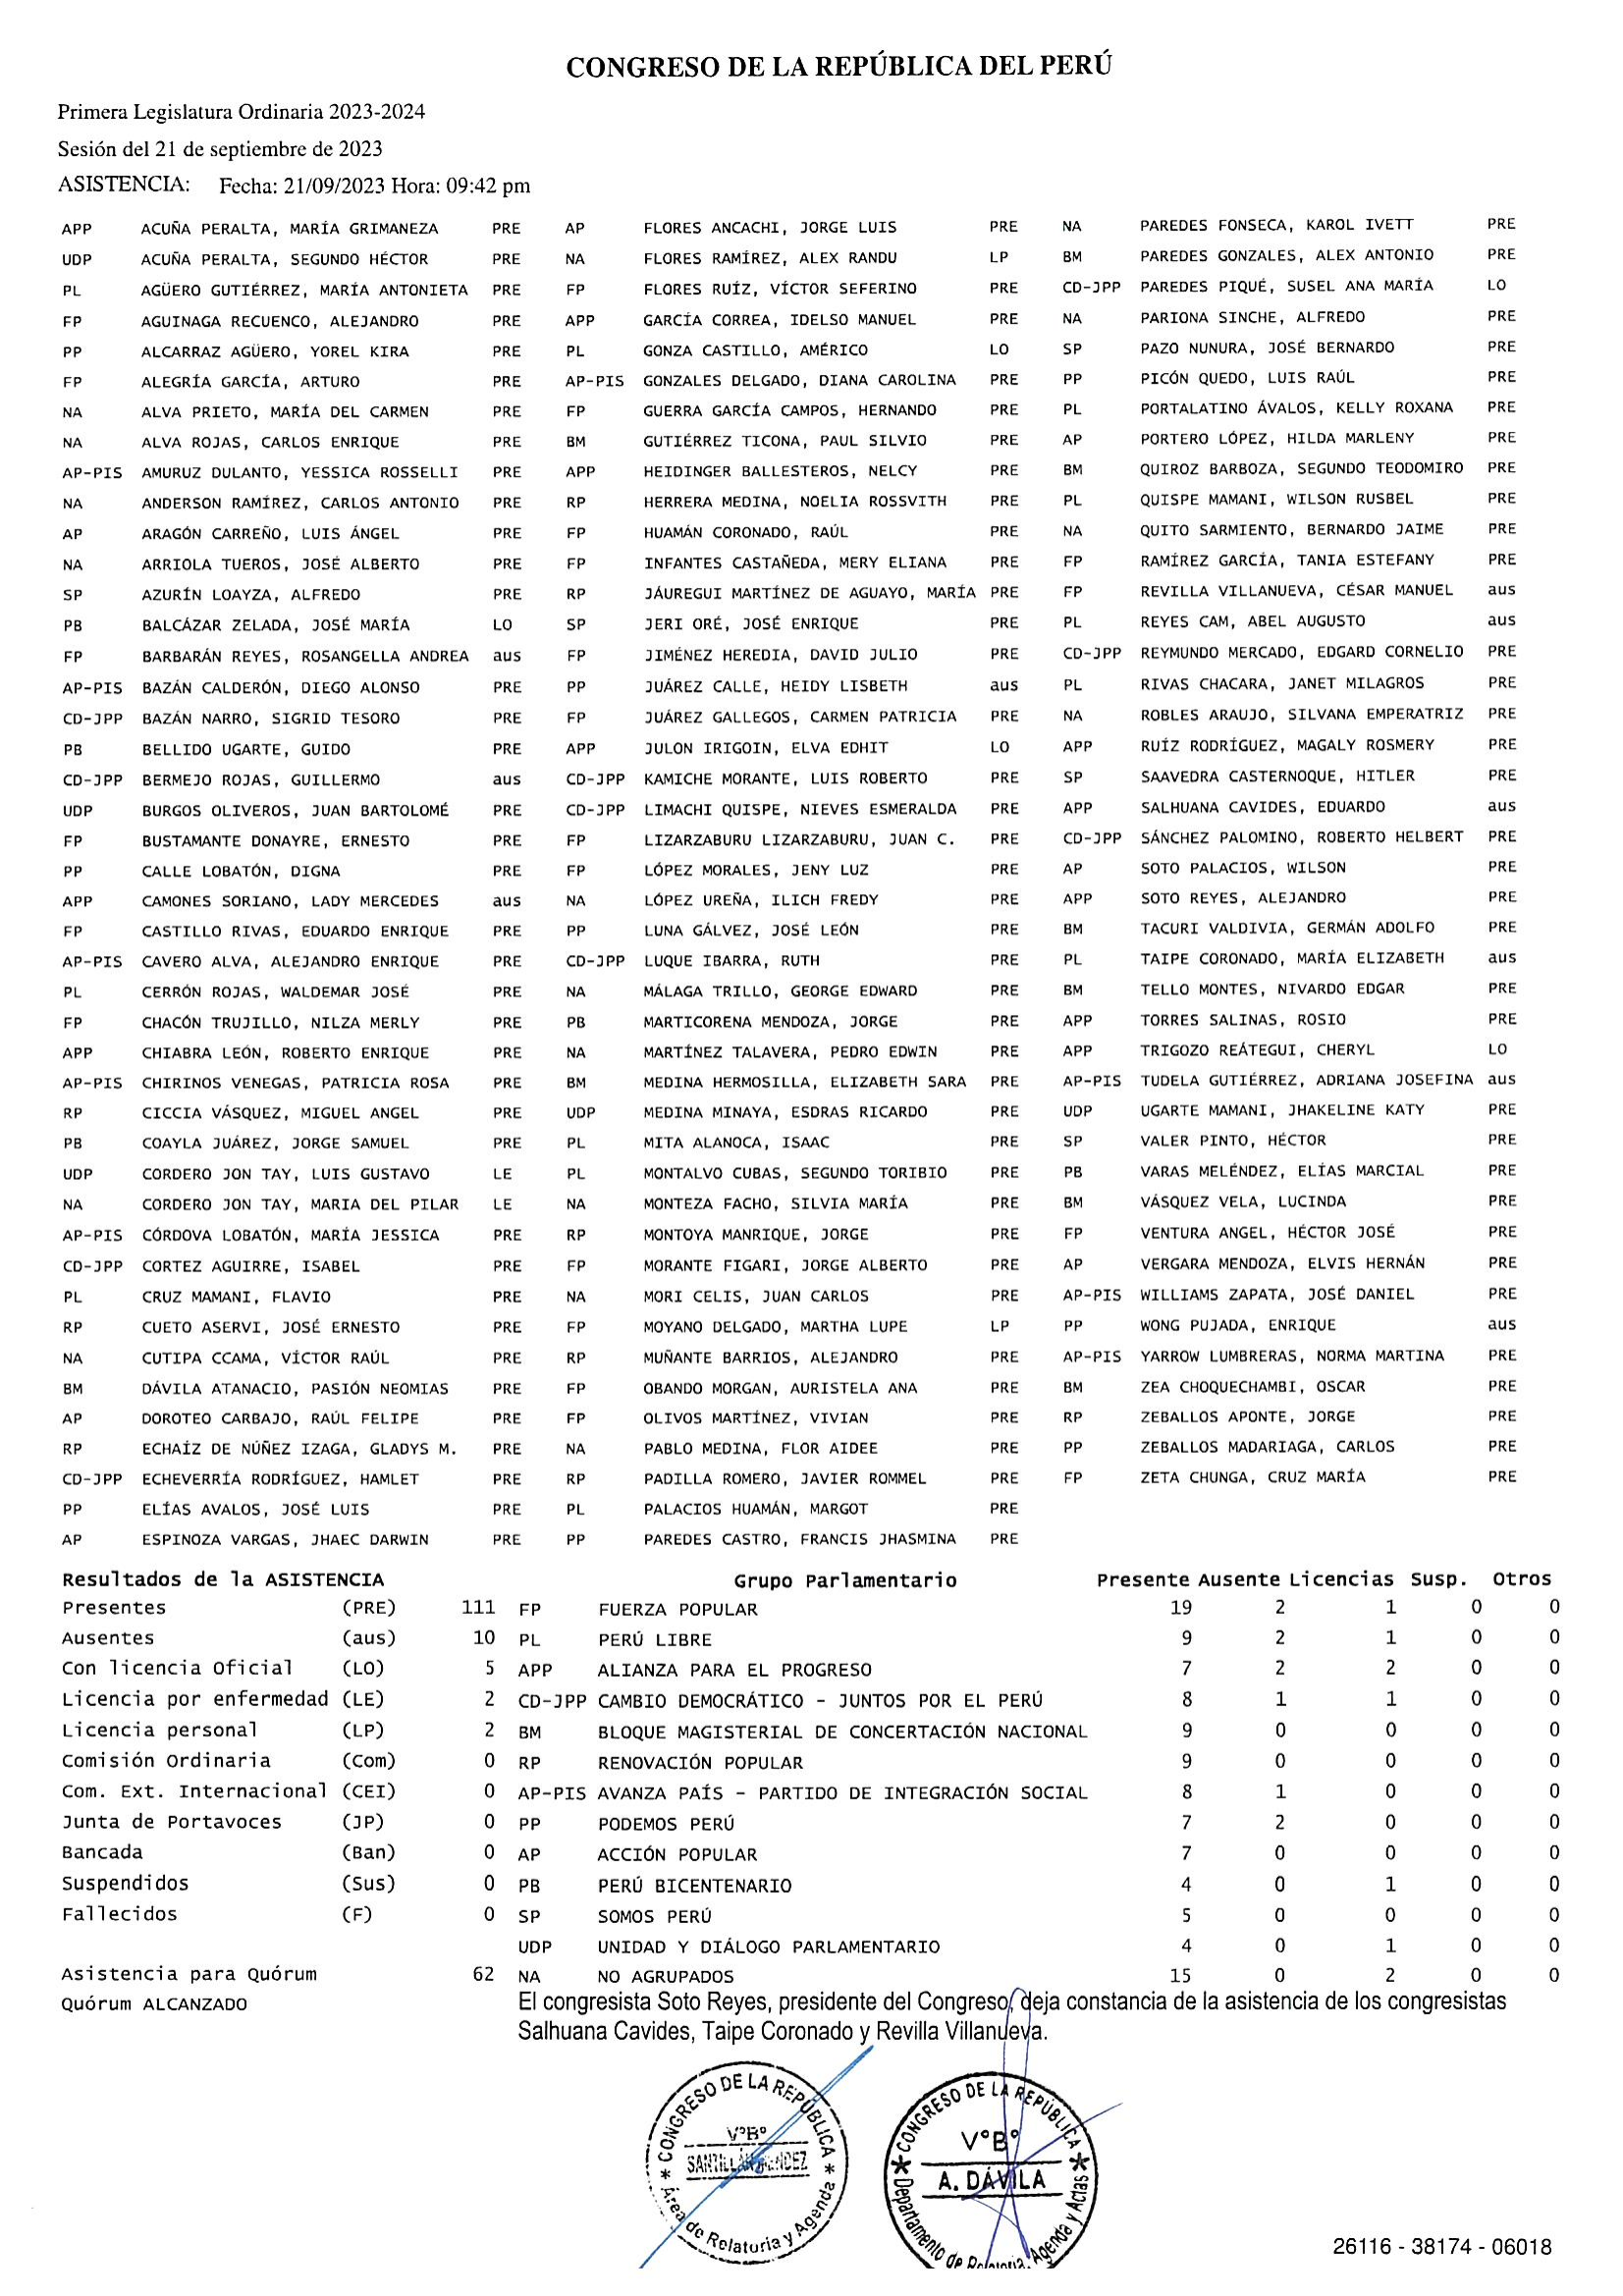 CONGRESO DE LA REPÚBLICA DEL PERÚ
Primera Legislatura Ordinaria 2023-2024
Sesión del 21 de septiembre de 2023
ASISTENCIA: Fecha: 21/09/2023 Hora: 09:42 pm
APP ACUÑA PERALTA, MARÍA GRIMANEZA PRE AP FLORES ANCACHI, JORGE LUIS PRE NA PAREDES FONSECA, KAROL IVETT PRE
UDP ACUÑA PERALTA, SEGUNDO HÉCTOR PRE NA FLORES RAMÍREZ, ALEX RANDU LP BM PAREDES GONZALES, ALEX ANTONIO PRE
PL AGÜERO GUTIÉRREZ, MARÍA ANTONIETA PRE FP FLORES RUÍZ, VÍCTOR SEFERINO PRE CD-JPP PAREDES PIQUÉ, SUSEL ANA MARÍA LO
FP AGUINAGA RECUENCO, ALEJANDRO PRE APP GARCÍA CORREA, IDELSO MANUEL PRE NA PARIONA SINCHE, ALFREDO PRE
PP ALCARRAZ AGÜERO, YOREL KIRA PRE PL GONZA CASTILLO, AMÉRICO LO SP PAZO NUNURA, JOSÉ BERNARDO PRE
FP ALEGRÍA GARCÍA, ARTURO PRE AP-PIS GONZALES DELGADO, DIANA CAROLINA PRE PP PICÓN QUEDO, LUIS RAÚL PRE
NA ALVA PRIETO, MARÍA DEL CARMEN PRE FP GUERRA GARCÍA CAMPOS, HERNANDO PRE PL PORTALATINO ÁVALOS, KELLY ROXANA PRE
NA ALVA ROJAS, CARLOS ENRIQUE PRE BM GUTIÉRREZ TICONA, PAUL SILVIO PRE AP PORTERO LÓPEZ, HILDA MARLENY PRE
AP-PIS AMURUZ DULANTO, YESSICA ROSSELLI PRE APP HEIDINGER BALLESTEROS, NELCY PRE BM QUIROZ BARBOZA, SEGUNDO TEODOMIRO PRE
NA ANDERSON RAMÍREZ, CARLOS ANTONIO PRE RP HERRERA MEDINA, NOELIA ROSSVITH PRE PL QUISPE MAMANI, WILSON RUSBEL PRE
AP ARAGÓN CARREÑO, LUIS ÁNGEL PRE FP HUAMÁN CORONADO, RAÚL PRE NA QUITO SARMIENTO, BERNARDO JAIME PRE
NA ARRIOLA TUEROS, JOSÉ ALBERTO PRE FP INFANTES CASTAÑEDA, MERY ELIANA PRE FP RAMÍREZ GARCÍA, TANIA ESTEFANY PRE
SP AZURÍN LOAYZA, ALFREDO PRE RP JÁUREGUI MARTÍNEZ DE AGUAYO, MARÍA PRE FP REVILLA VILLANUEVA, CÉSAR MANUEL aus
PB BALCÁZAR ZELADA, JOSÉ MARÍA LO SP JERI ORÉ, JOSÉ ENRIQUE PRE PL REYES CAM, ABEL AUGUSTO aus
FP BARBARÁN REYES, ROSANGELLA ANDREA aus FP JIMÉNEZ HEREDIA, DAVID JULIO PRE CD-JPP REYMUNDO MERCADO, EDGARD CORNELIO PRE
AP-PIS BAZÁN CALDERÓN, DIEGO ALONSO PRE PP JUÁREZ CALLE, HEIDY LISBETH aus PL RIVAS CHACARA, JANET MILAGROS PRE
CD-JPP BAZÁN NARRO, SIGRID TESORO PRE FP JUÁREZ GALLEGOS, CARMEN PATRICIA PRE NA ROBLES ARAUJO, SILVANA EMPERATRIZ PRE
PB BELLIDO UGARTE, GUIDO PRE APP JULON IRIGOIN, ELVA EDHIT LO APP RUÍZ RODRÍGUEZ, MAGALY ROSMERY PRE
CD-JPP BERMEJO ROJAS, GUILLERMO aus CD-JPP KAMICHE MORANTE, LUIS ROBERTO PRE SP SAAVEDRA CASTERNOQUE, HITLER PRE
UDP BURGOS OLIVEROS, JUAN BARTOLOMÉ PRE CD-JPP LIMACHI QUISPE, NIEVES ESMERALDA PRE APP SALHUANA CAVIDES, EDUARDO aus
FP BUSTAMANTE DONAYRE, ERNESTO PRE FP LIZARZABURU LIZARZABURU, JUAN C. PRE CD-JPP SÁNCHEZ PALOMINO, ROBERTO HELBERT PRE
PP CALLE LOBATÓN, DIGNA PRE FP LÓPEZ MORALES, JENY LUZ PRE AP SOTO PALACIOS, WILSON PRE
APP CAMONES SORIANO, LADY MERCEDES aus NA LÓPEZ UREÑA, ILICH FREDY PRE APP SOTO REYES, ALEJANDRO PRE
FP CASTILLO RIVAS, EDUARDO ENRIQUE PRE PP LUNA GÁLVEZ, JOSÉ LEÓN PRE BM TACURI VALDIVIA, GERMÁN ADOLFO PRE
AP-PIS CAVERO ALVA, ALEJANDRO ENRIQUE PRE CD-JPP LUQUE IBARRA, RUTH PRE PL TAIPE CORONADO, MARÍA ELIZABETH aus
PL CERRÓN ROJAS, WALDEMAR JOSÉ PRE NA MÁLAGA TRILLO, GEORGE EDWARD PRE BM TELLO MONTES, NIVARDO EDGAR PRE
FP CHACÓN TRUJILLO, NILZA MERLY PRE PB MARTICORENA MENDOZA, JORGE PRE APP TORRES SALINAS, ROSIO PRE
APP CHIABRA LEÓN, ROBERTO ENRIQUE PRE NA MARTÍNEZ TALAVERA, PEDRO EDWIN PRE APP TRIGOZO REÁTEGUI, CHERYL LO
AP-PIS CHIRINOS VENEGAS, PATRICIA ROSA PRE BM MEDINA HERMOSILLA, ELIZABETH SARA PRE AP-PIS TUDELA GUTIÉRREZ, ADRIANA JOSEFINA aus
RP CICCIA VÁSQUEZ, MIGUEL ANGEL PRE UDP MEDINA MINAYA, ESDRAS RICARDO PRE UDP UGARTE MAMANI, JHAKELINE KATY PRE
PB COAYLA JUÁREZ, JORGE SAMUEL PRE PL MITA ALANOCA, ISAAC PRE SP VALER PINTO, HÉCTOR PRE
UDP CORDERO JON TAY, LUIS GUSTAVO LE PL MONTALVO CUBAS, SEGUNDO TORIBIO PRE PB VARAS MELÉNDEZ, ELÍAS MARCIAL PRE
NA CORDERO JON TAY, MARIA DEL PILAR LE NA MONTEZA FACHO, SILVIA MARÍA PRE BM VÁSQUEZ VELA, LUCINDA PRE
AP-PIS CÓRDOVA LOBATÓN, MARÍA JESSICA PRE RP MONTOYA MANRIQUE, JORGE PRE FP VENTURA ANGEL, HÉCTOR JOSÉ PRE
CD-JPP CORTEZ AGUIRRE, ISABEL PRE FP MORANTE FIGARI, JORGE ALBERTO PRE AP VERGARA MENDOZA, ELVIS HERNÁN PRE
PL CRUZ MAMANI, FLAVIO PRE NA MORI CELIS, JUAN CARLOS PRE AP-PIS WILLIAMS ZAPATA, JOSÉ DANIEL PRE
RP CUETO ASERVI, JOSÉ ERNESTO PRE FP MOYANO DELGADO, MARTHA LUPE LP PP WONG PUJADA, ENRIQUE aus
NA CUTIPA CCAMA, VÍCTOR RAÚL PRE RP MUÑANTE BARRIOS, ALEJANDRO PRE AP-PIS YARROW LUMBRERAS, NORMA MARTINA PRE
BM DÁVILA ATANACIO, PASIÓN NEOMIAS PRE FP OBANDO MORGAN, AURISTELA ANA PRE BM ZEA CHOQUECHAMBI, OSCAR PRE
AP DOROTEO CARBAJO, RAÚL FELIPE PRE FP OLIVOS MARTÍNEZ, VIVIAN PRE RP ZEBALLOS APONTE, JORGE PRE
RP ECHAÍZ DE NÚÑEZ IZAGA, GLADYS M. PRE NA PABLO MEDINA, FLOR AIDEE PRE PP ZEBALLOS MADARIAGA, CARLOS PRE
CD-JPP ECHEVERRÍA RODRÍGUEZ, HAMLET PRE RP PADILLA ROMERO, JAVIER ROMMEL PRE FP ZETA CHUNGA, CRUZ MARÍA PRE
PP ELÍAS AVALOS, JOSÉ LUIS PRE PL PALACIOS HUAMÁN, MARGOT PRE
AP ESPINOZA VARGAS, JHAEC DARWIN PRE PP PAREDES CASTRO, FRANCIS JHASMINA PRE
Resultados de la ASISTENCIA Grupo Parlamentario Presente Ausente Licencias Susp. Otros
Presentes (PRE) 111 FP FUERZA POPULAR 19 2 1 0 0
Ausentes (aus) 10 PL PERÚ LIBRE 9 2 1 0 0
Con licencia Oficial (LO) 5 APP ALIANZA PARA EL PROGRESO 7 2 2 0 0
Licencia por enfermedad (LE) 2 CD-JPP CAMBIO DEMOCRÁTICO - JUNTOS POR EL PERÚ 8 1 1 0 0
Licencia personal (LP) 2 BM BLOQUE MAGISTERIAL DE CONCERTACIÓN NACIONAL 9 0 0 0 0
Comisión Ordinaria (Com) 0 RP RENOVACIÓN POPULAR 9 0 0 0 0
Com. Ext. Internacional (CEI) 0 AP-PIS AVANZA PAÍS - PARTIDO DE INTEGRACIÓN SOCIAL 8 1 0 0 0
Junta de Portavoces (JP) 0 PP PODEMOS PERÚ 7 2 0 0 0
Bancada (Ban) 0 AP ACCIÓN POPULAR 7 0 0 0 0
Suspendidos (Sus) 0 PB PERÚ BICENTENARIO 4 0 1 0 0
Fallecidos (F) 0 SP SOMOS PERÚ 5 0 0 0 0
UDP UNIDAD Y DIÁLOGO PARLAMENTARIO 4 0 1 0 0
Asistencia para Quórum 62 NA NO AGRUPADOS 15 0 2 0 0
Quórum ALCANZADO
El congresista Soto Reyes, presidente del Congreso, deja constancia de la asistencia de los congresistas
Salhuana Cavides, Taipe Coronado y Revilla Villanueva.
CONGRESO DE LA REPÚBLICA
V°B°
Área de Relatoría y Agenda
CONGRESO DE LA REPÚBLICA
V°B°
A. DÁVILA
Departamento de Relatoría, Agenda y Actas
26116 - 38174 - 06018